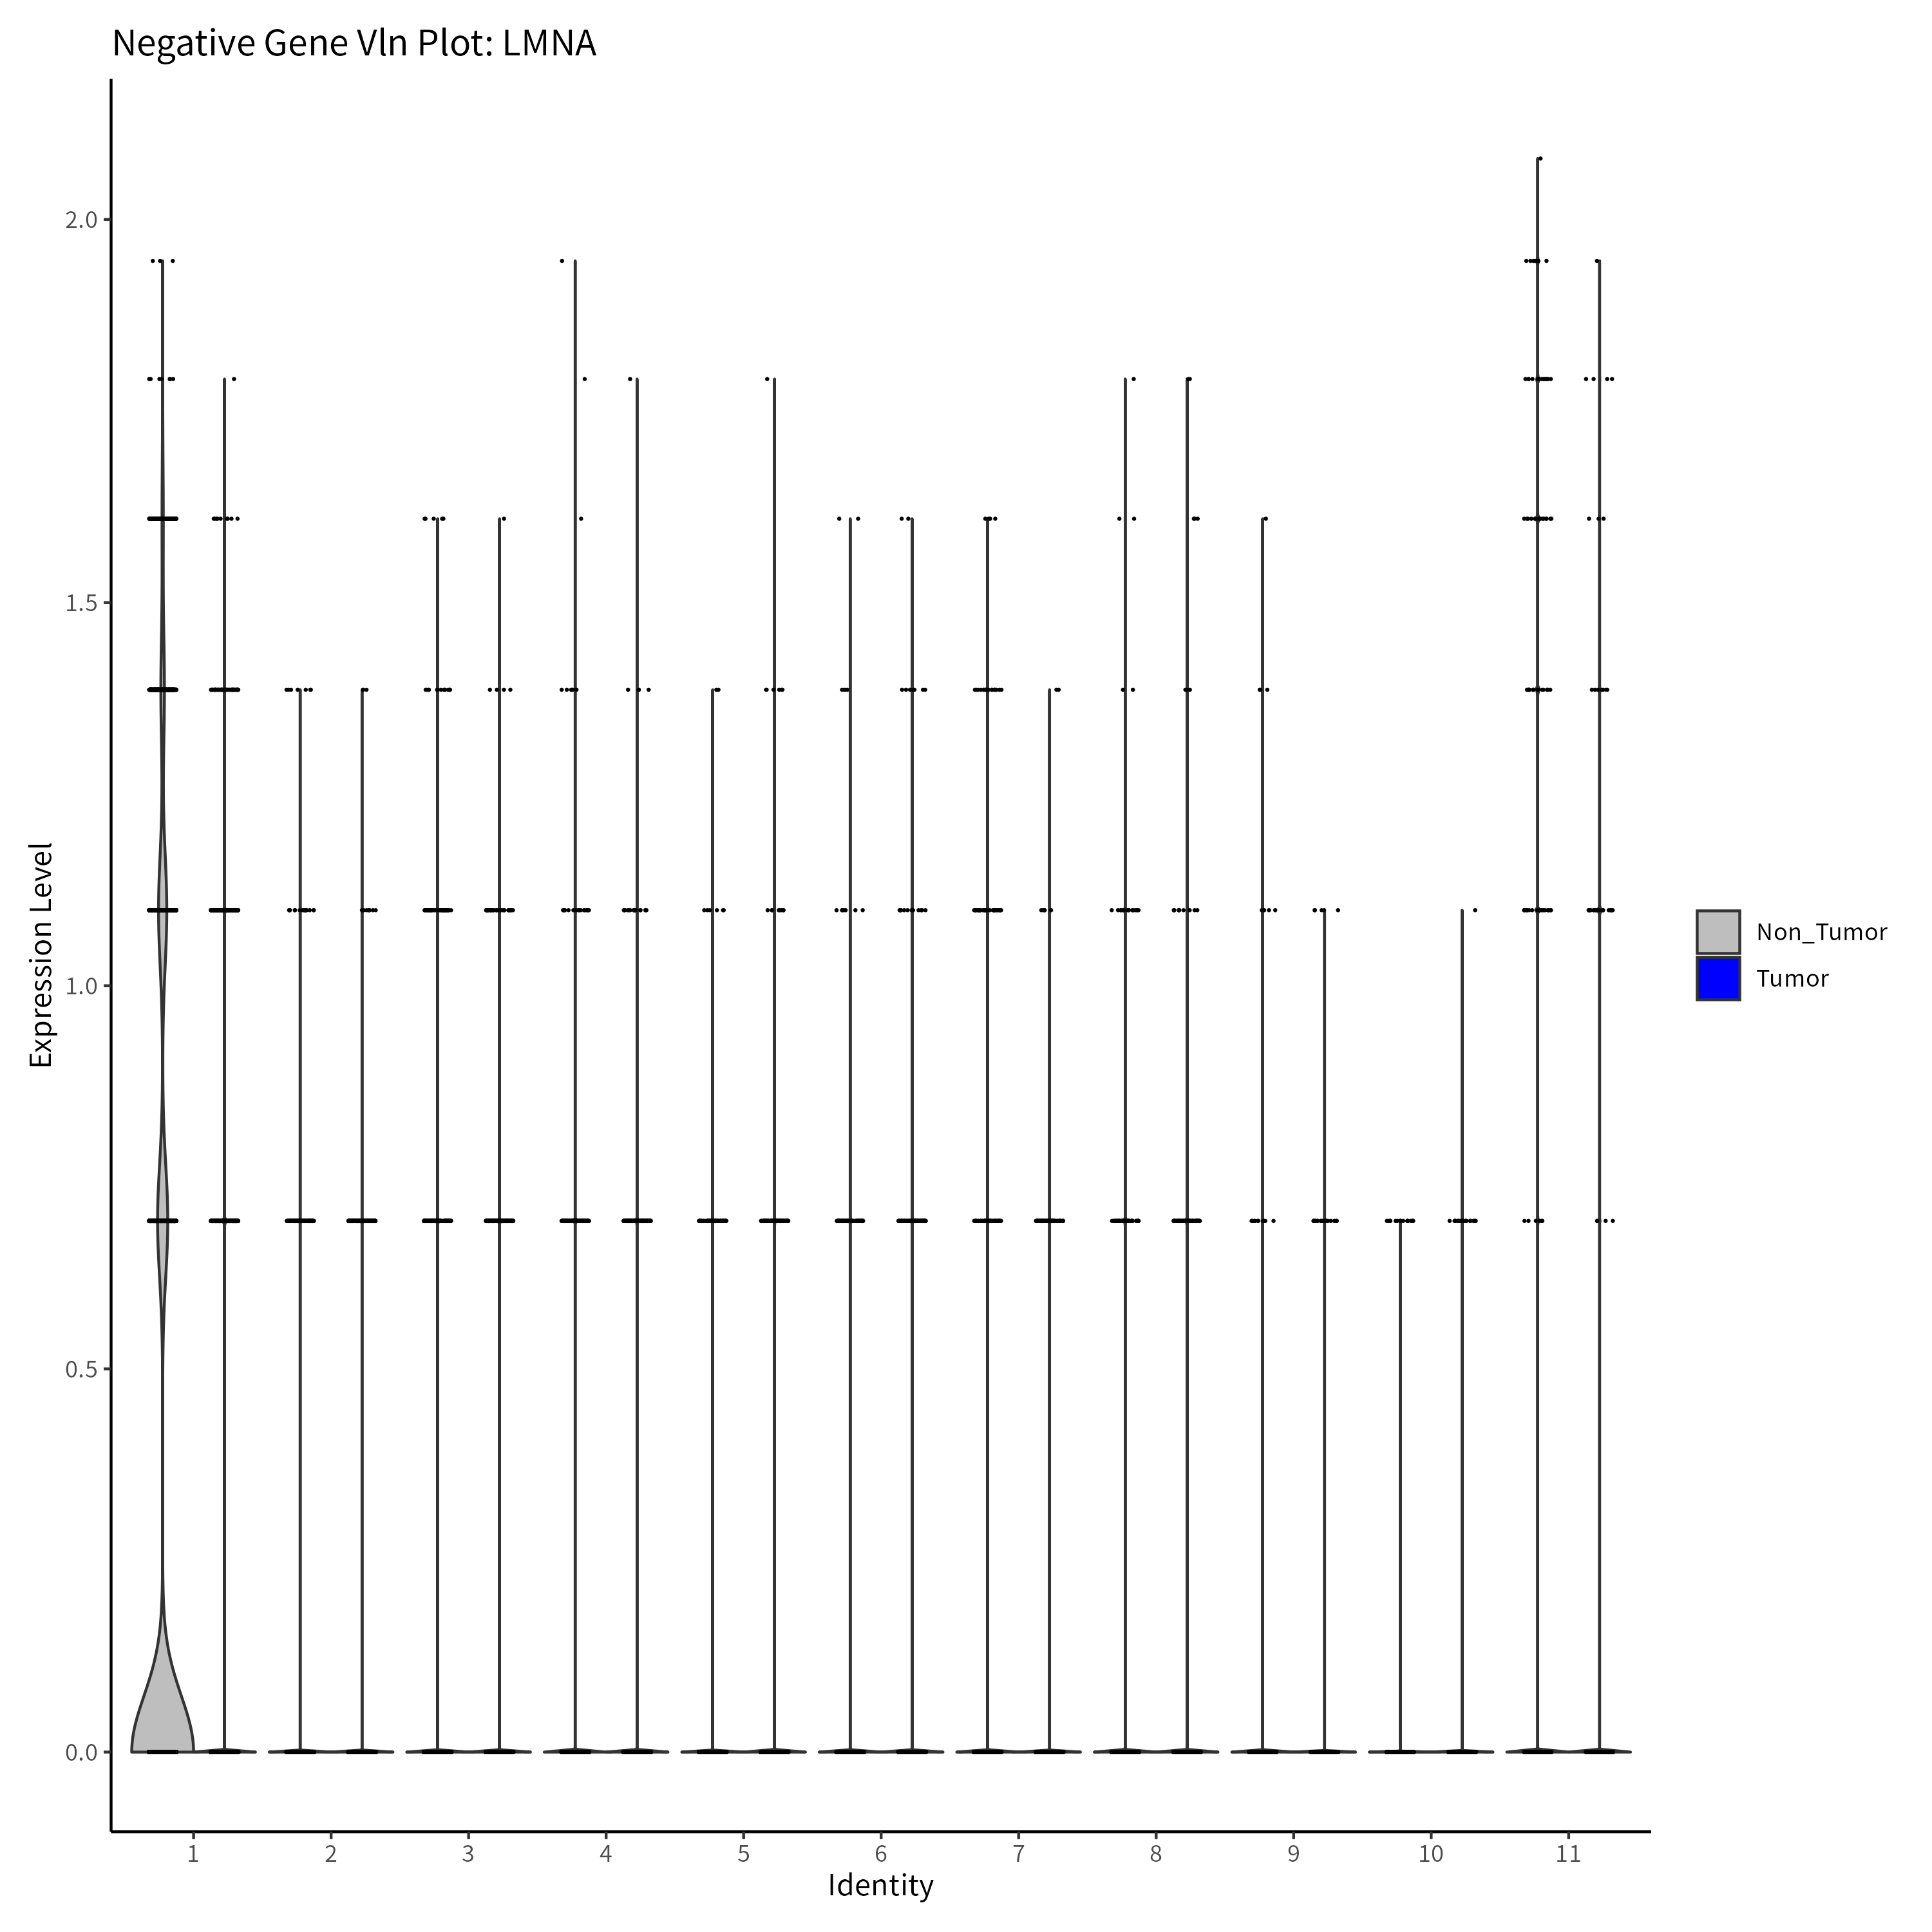 Negative Gene Vln Plot: LMNA
Expression Level
2.0
1.5
1.0
0.5
0.0
1 2 3 4 5 6 7 8 9 10 11
Identity
Non_Tumor
Tumor